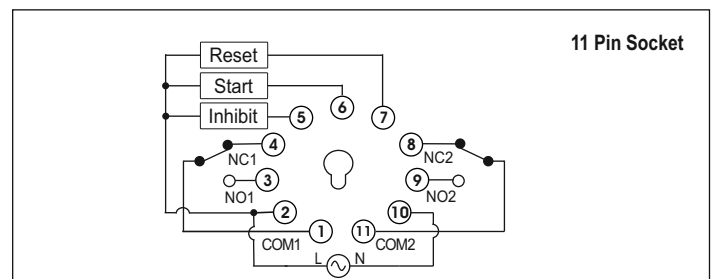 11 Pin Socket
Reset
Start
Inhibit
5
6
7
4
NC1
8
NC2
3
NO1
9
NO2
2
10
COM1
1
11
COM2
L
N